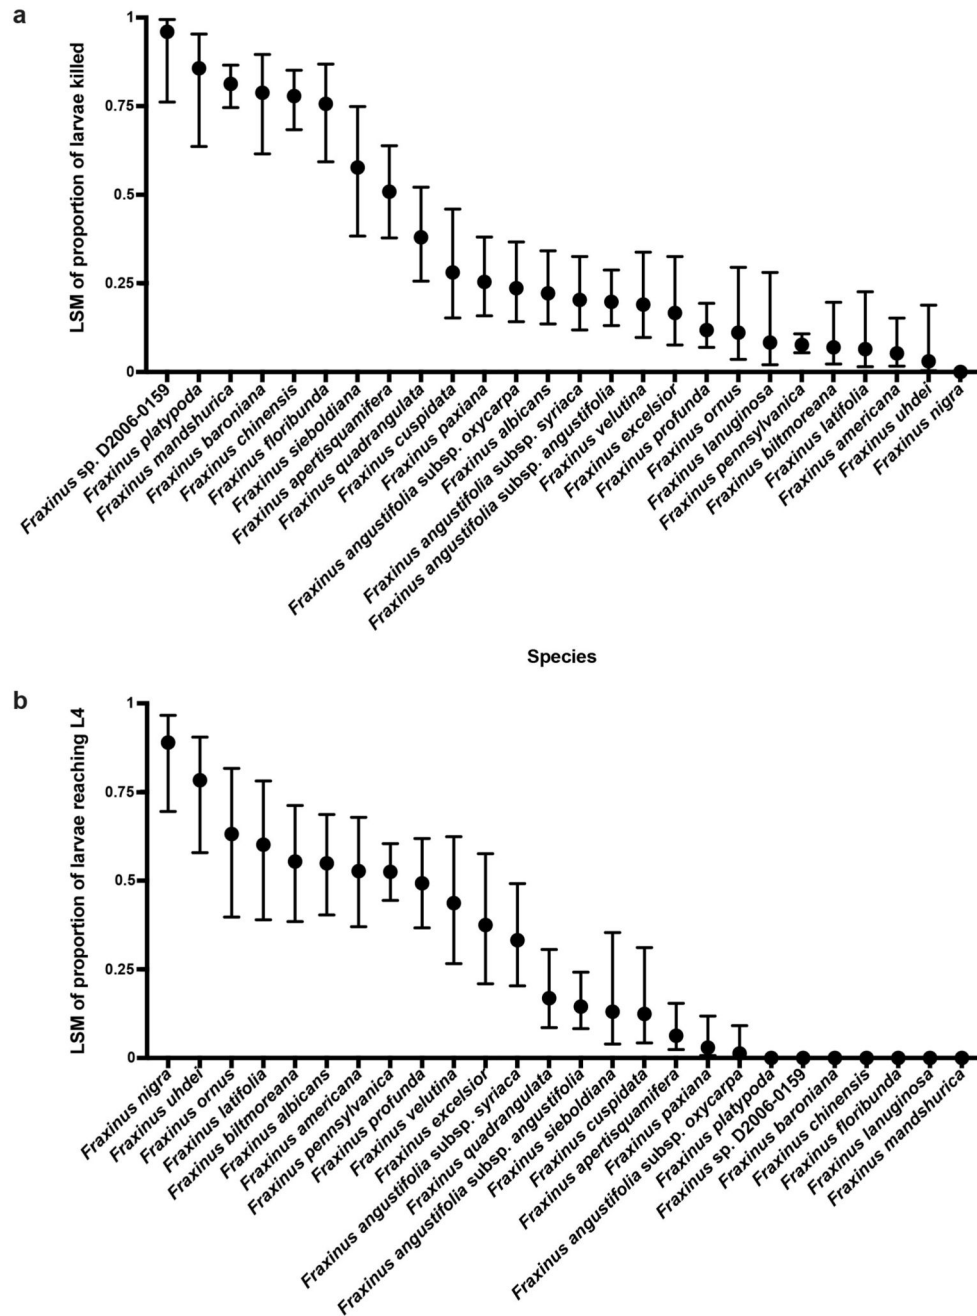 a
LSM of proportion of larvae killed
1
0.75
0.5
0.25
0
Fraxinus sp. D2006-0159
Fraxinus platypoda
Fraxinus mandshurica
Fraxinus baroniana
Fraxinus chinensis
Fraxinus floribunda
Fraxinus sieboldiana
Fraxinus apertisquamifera
Fraxinus quadrangulata
Fraxinus cuspidata
Fraxinus paxiana
Fraxinus angustifolia subsp. oxycarpa
Fraxinus albicans
Fraxinus angustifolia subsp. syriaca
Fraxinus angustifolia subsp. angustifolia
Fraxinus velutina
Fraxinus excelsior
Fraxinus profunda
Fraxinus ornus
Fraxinus lanuginosa
Fraxinus pennsylvanica
Fraxinus biltmoreana
Fraxinus latifolia
Fraxinus americana
Fraxinus uhdei
Fraxinus nigra
Species
b
LSM of proportion of larvae reaching L4
1
0.75
0.5
0.25
0
Fraxinus nigra
Fraxinus uhdei
Fraxinus ornus
Fraxinus latifolia
Fraxinus biltmoreana
Fraxinus albicans
Fraxinus americana
Fraxinus pennsylvanica
Fraxinus profunda
Fraxinus velutina
Fraxinus excelsior
Fraxinus angustifolia subsp. syriaca
Fraxinus quadrangulata
Fraxinus angustifolia subsp. angustifolia
Fraxinus sieboldiana
Fraxinus cuspidata
Fraxinus apertisquamifera
Fraxinus paxiana
Fraxinus angustifolia subsp. oxycarpa
Fraxinus platypoda
Fraxinus sp. D2006-0159
Fraxinus baroniana
Fraxinus chinensis
Fraxinus floribunda
Fraxinus lanuginosa
Fraxinus mandshurica